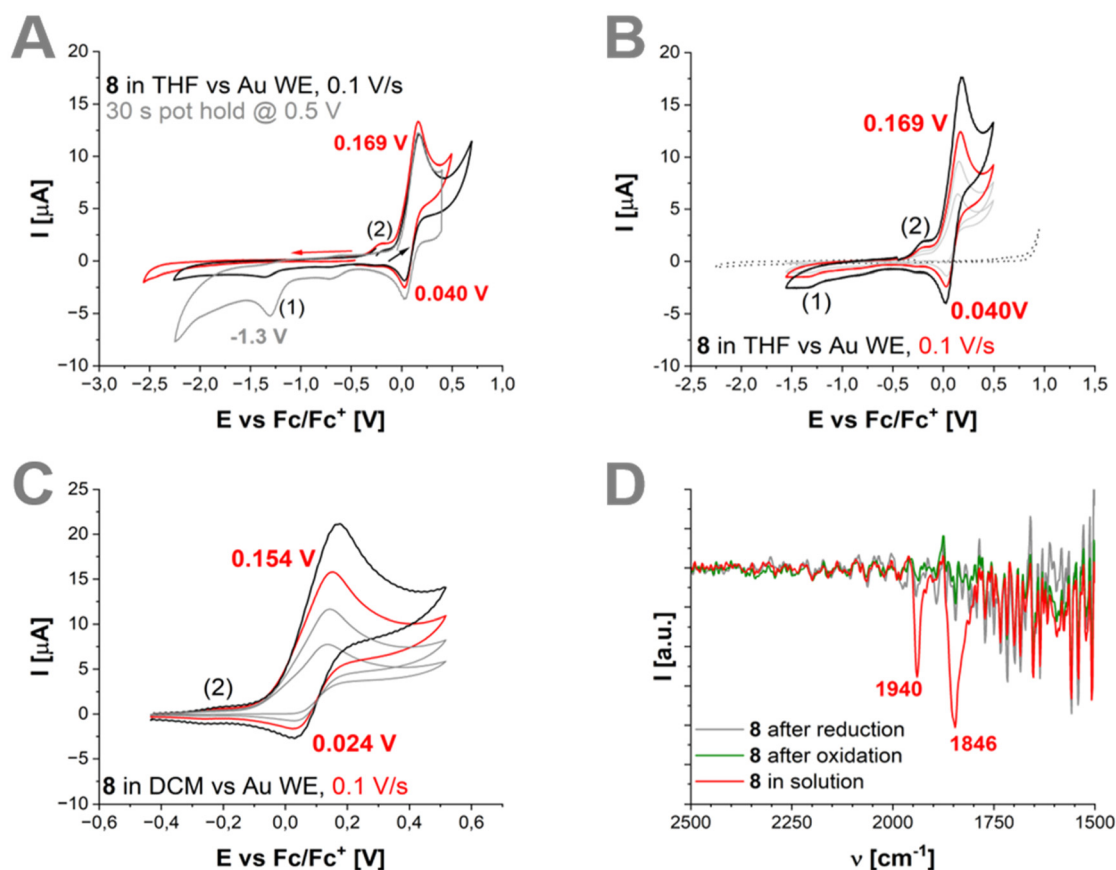 A
8 in THF vs Au WE, 0.1 V/s
30 s pot hold @ 0.5 V
0.169 V
(2)
(1)
-1.3 V
0.040 V
I [µA]
20
15
10
5
0
−5
−10
−3,0 −2,5 −2,0 −1,5 −1,0 −0,5 0,0 0,5 1,0
E vs Fc/Fc⁺ [V]
B
0.169 V
(2)
(1)
0.040V
8 in THF vs Au WE, 0.1 V/s
I [µA]
20
15
10
5
0
−5
-10
-2,5 -2,0 -1,5 -1,0 -0,5 0,0 0,5 1,0 1,5
E vs Fc/Fc⁺ [V]
C
0.154 V
(2)
0.024 V
8 in DCM vs Au WE, 0.1 V/s
I [µA]
25
20
15
10
5
0
−5
−10
−0,6 −0,4 −0,2 0,0 0,2 0,4 0,6
E vs Fc/Fc⁺ [V]
D
1940
1846
8 after reduction
8 after oxidation
8 in solution
I [a.u.]
2500 2000 1750 1500
ν [cm⁻¹]